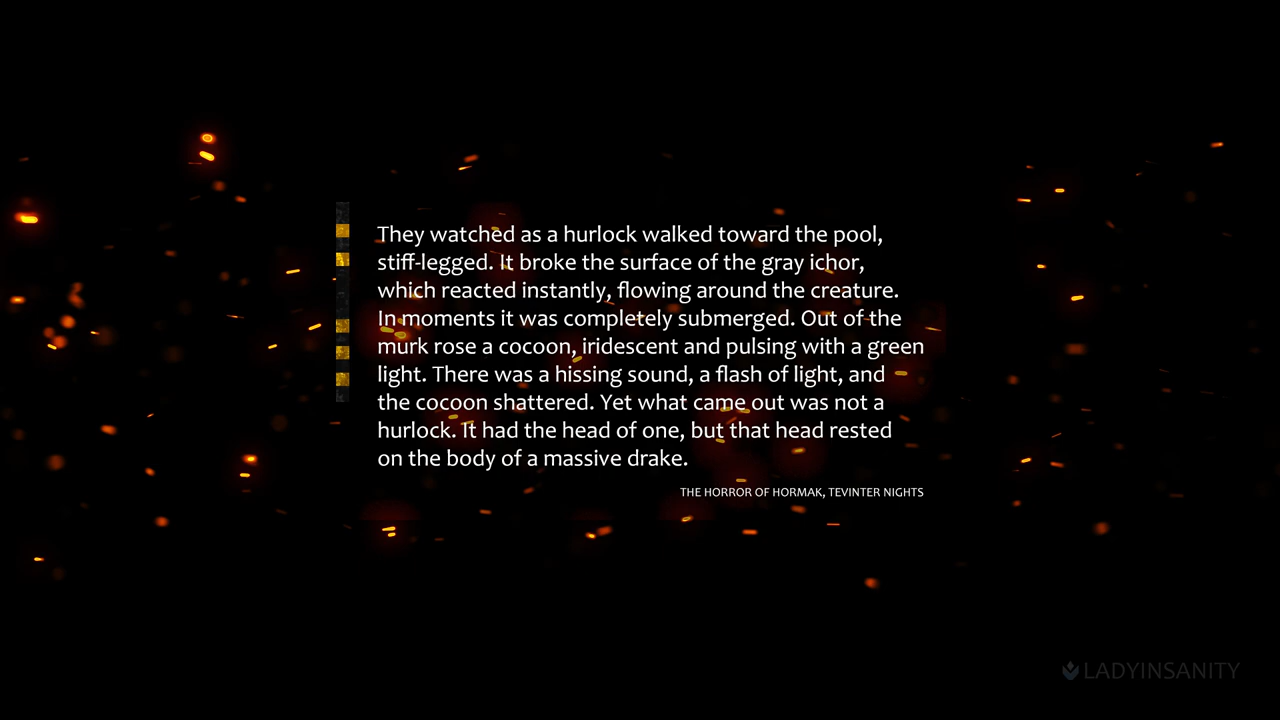 They watched as a hurlock walked toward the pool,
stiff-legged. It broke the surface of the gray ichor,
which reacted instantly, flowing around the creature.
In moments it was completely submerged. Out of the
murk rose a cocoon, iridescent and pulsing with a green
light. There was a hissing sound, a flash of light, and
the cocoon shattered. Yet what came out was not a
hurlock. It had the head of one, but that head rested
on the body of a massive drake.
THE HORROR OF HORMAK, TEVINTER NIGHTS
LADYINSANITY